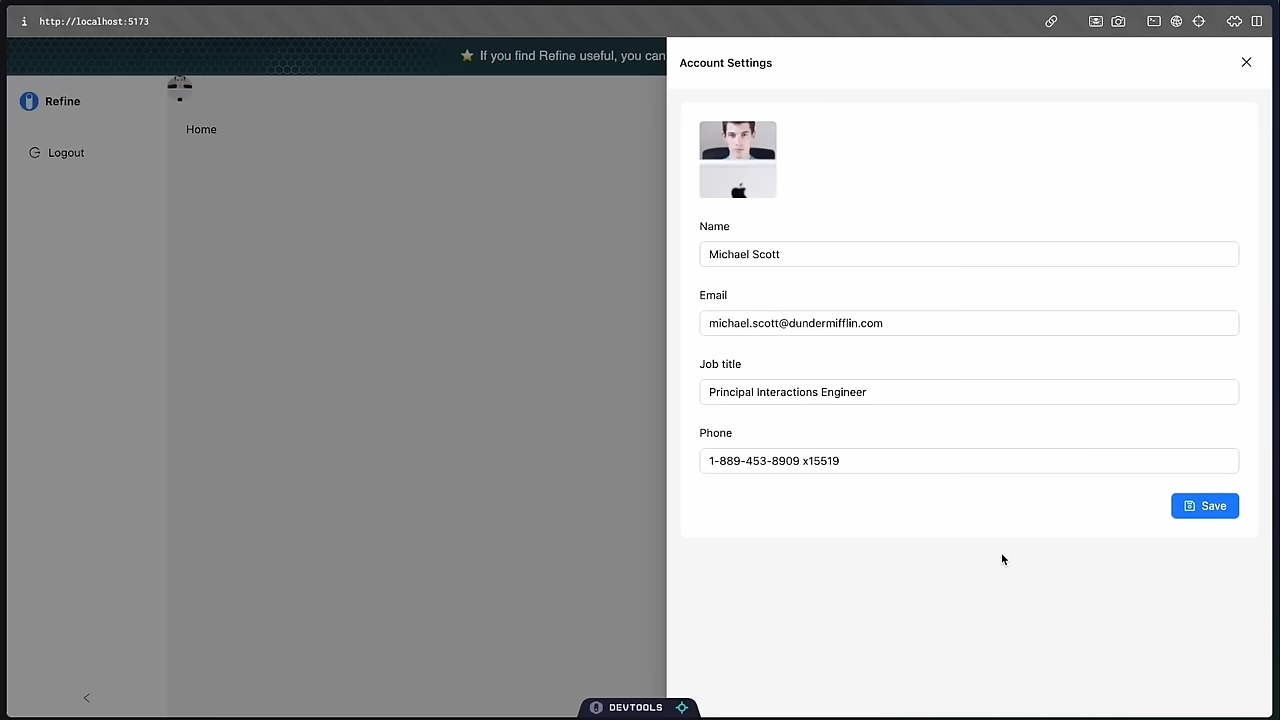 http://localhost:5173
⭐ If you find Refine useful, you can
Refine
Logout
Home
Account Settings
Name
Michael Scott
Email
michael.scott@dundermifflin.com
Job title
Principal Interactions Engineer
Phone
1-889-453-8909 x15519
Save
DEVTOOLS